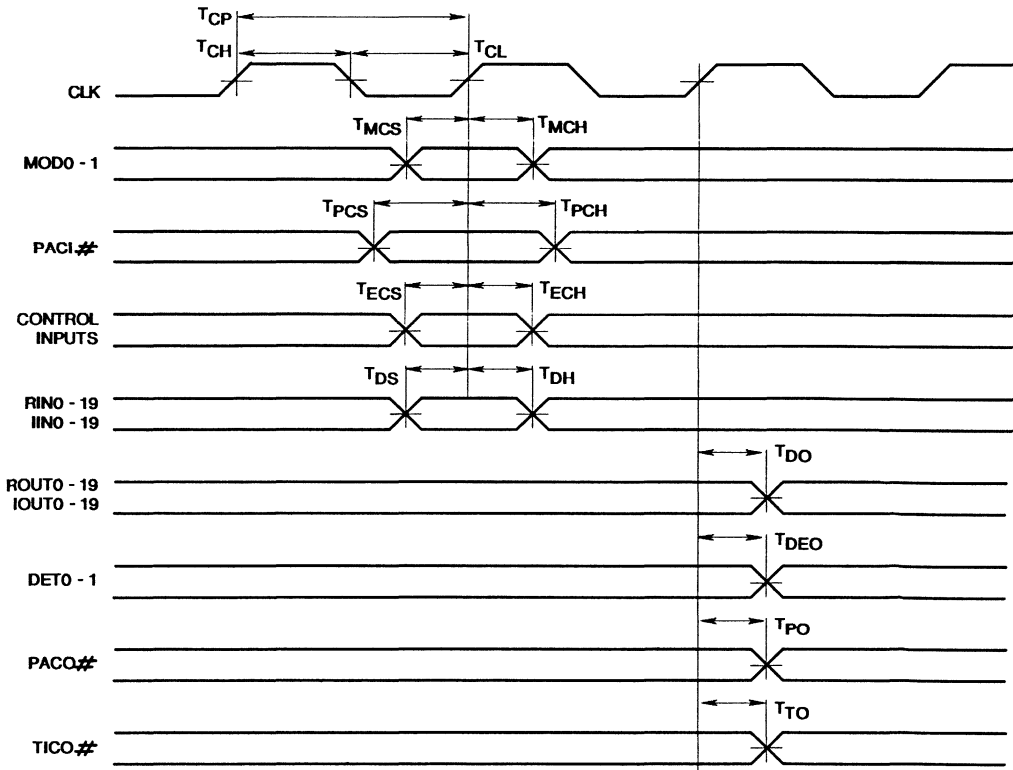 TCP
TCH
TCL
CLK
TMCS
TMCH
MOD0 - 1
TPCS
TPCH
PACI#
TECS
TECH
CONTROL
INPUTS
TDS
TDH
RIN0 - 19
IIN0 - 19
TDO
ROUT0 - 19
IOUT0 - 19
TDEO
DET0 - 1
TPO
PACO#
TTO
TICO#